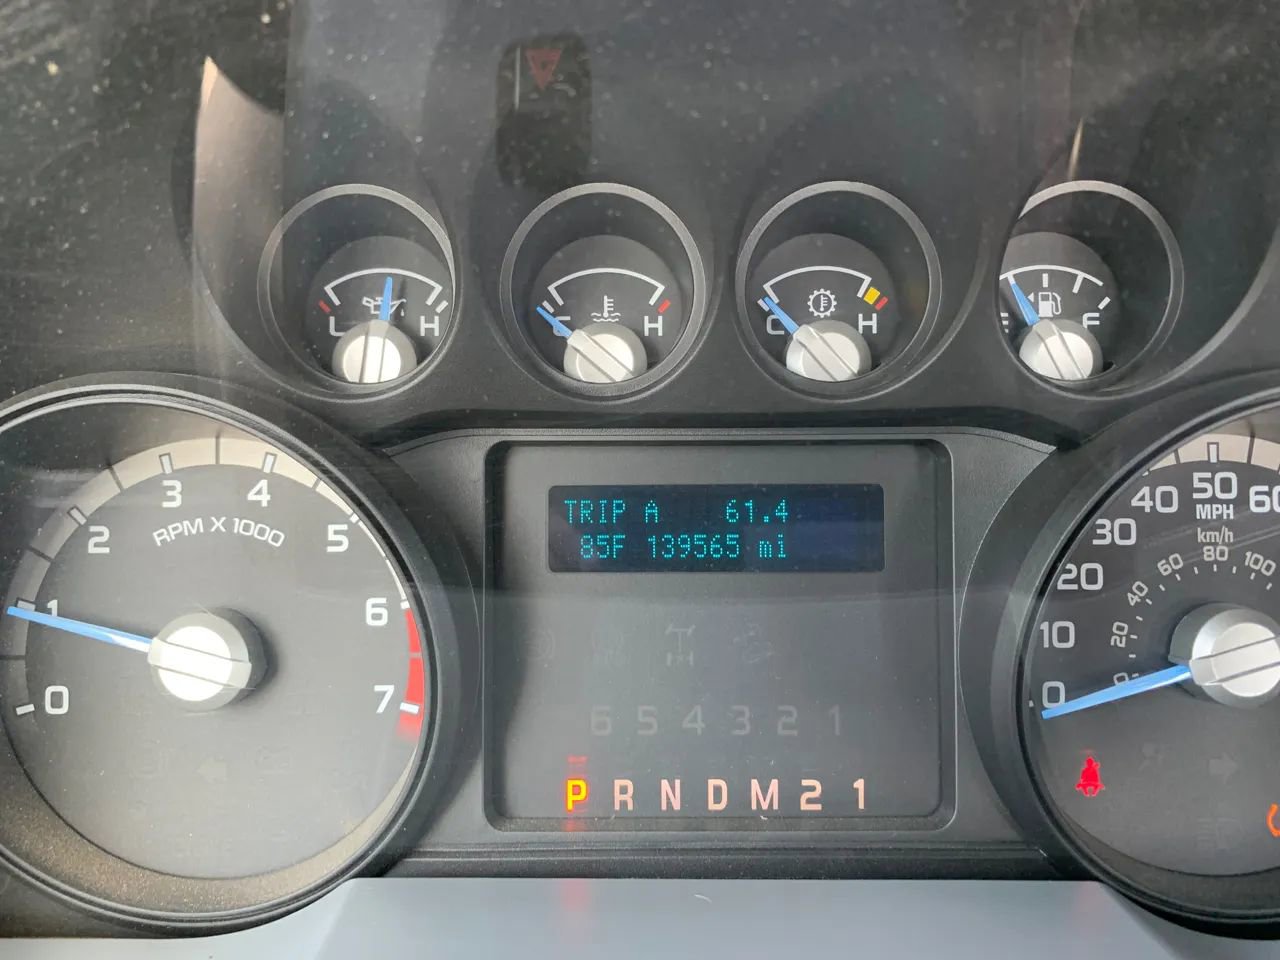 L H
C H
C H
E F
0 1 2 3 4 5 6 7
RPM X 1000
TRIP A 61.4
85F 139565 mi
6 5 4 3 2 1
P R N D M 2 1
0 10 20 30 40 50 60
MPH
km/h
0 20 40 60 80 100